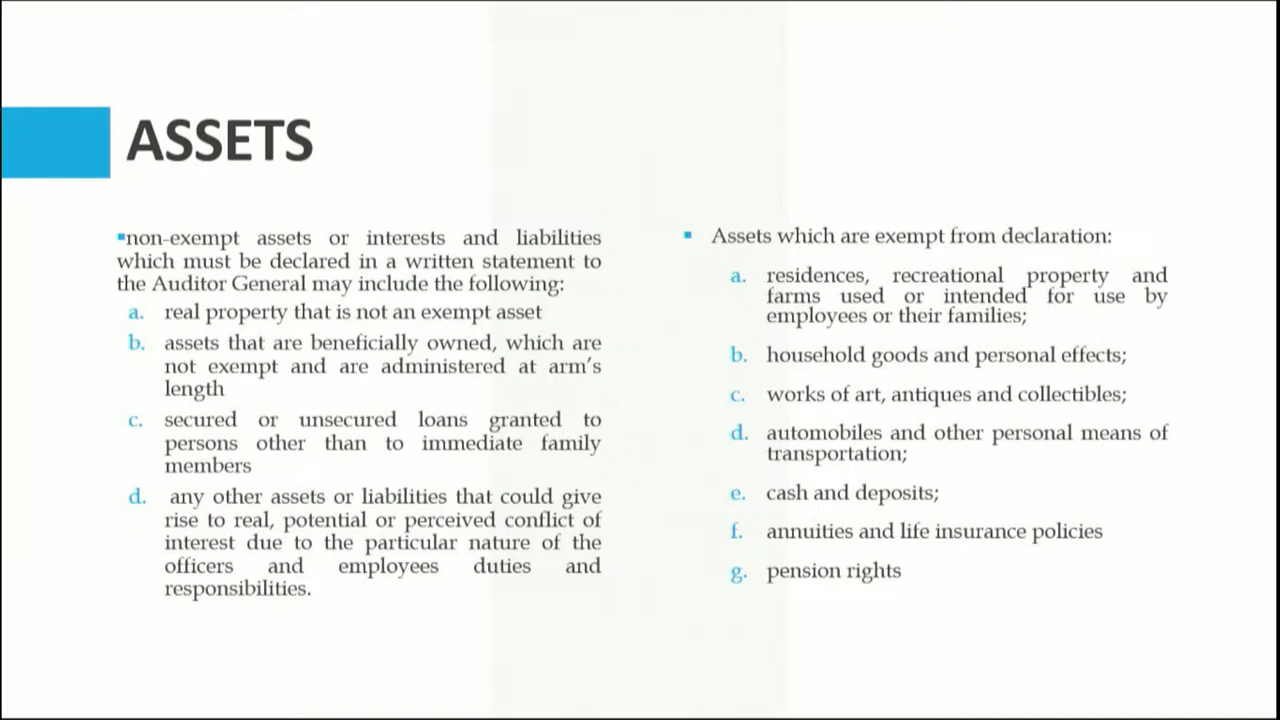 ASSETS
▪non-exempt assets or interests and liabilities
which must be declared in a written statement to
the Auditor General may include the following:
a. real property that is not an exempt asset
b. assets that are beneficially owned, which are
not exempt and are administered at arm's
length
c. secured or unsecured loans granted to
persons other than to immediate family
members
d. any other assets or liabilities that could give
rise to real, potential or perceived conflict of
interest due to the particular nature of the
officers and employees duties and
responsibilities.
▪ Assets which are exempt from declaration:
a. residences, recreational property and
farms used or intended for use by
employees or their families;
b. household goods and personal effects;
c. works of art, antiques and collectibles;
d. automobiles and other personal means of
transportation;
e. cash and deposits;
f. annuities and life insurance policies
g. pension rights